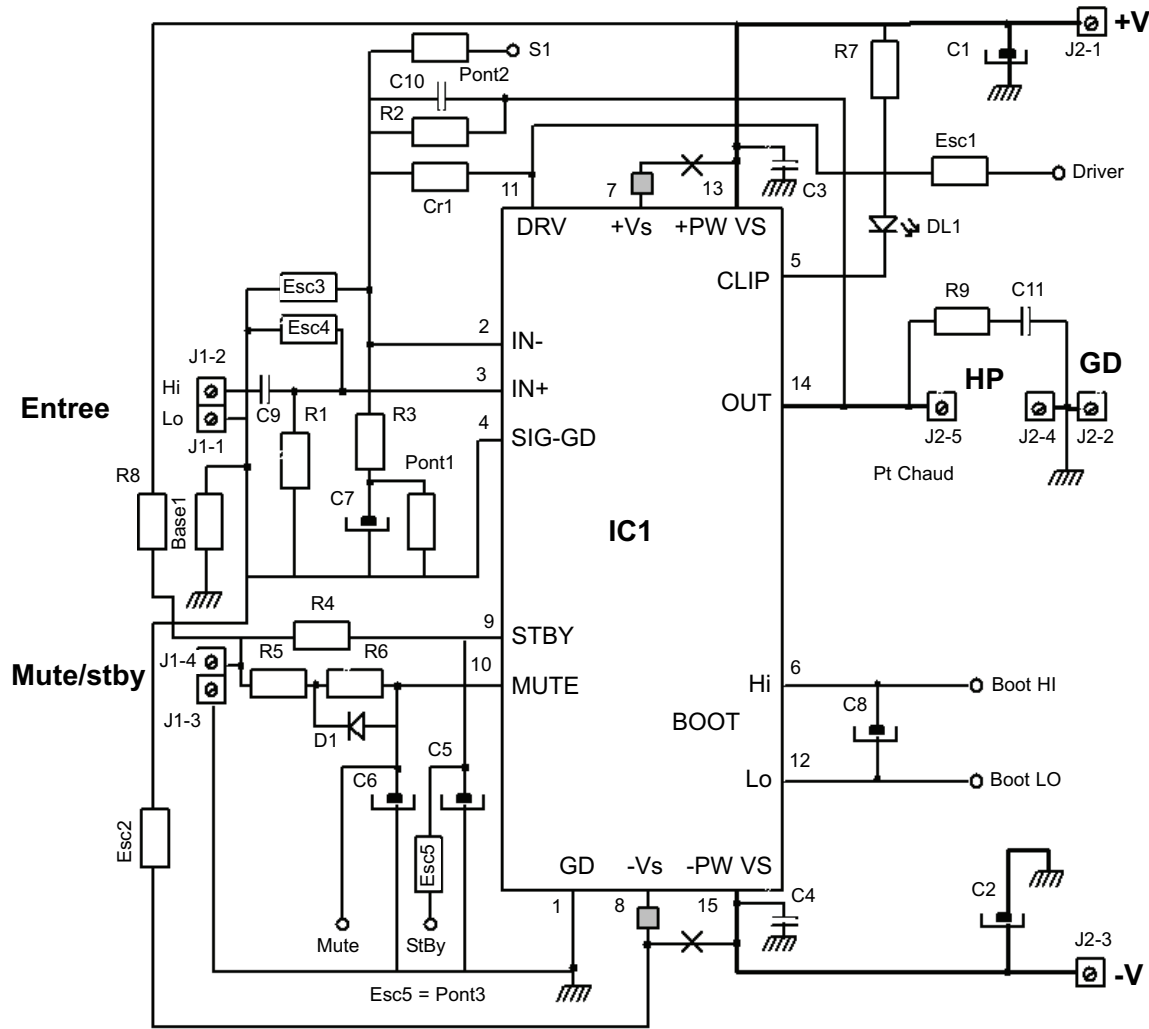 +V
J2-1
C1
R7
S1
Pont2
C10
R2
Esc1
Driver
Cr1
11
7
13
C3
DRV
+Vs
+PW VS
DL1
5
CLIP
Esc3
Esc4
R9
C11
2
IN-
J1-2
Hi
Lo
J1-1
C9
R1
R3
3
IN+
14
OUT
HP
GD
J2-5
J2-4
J2-2
Entree
4
SIG-GD
Pont1
Pt Chaud
R8
Base1
C7
IC1
R4
9
STBY
Mute/stby
J1-4
J1-3
R5
R6
10
MUTE
6
Hi
Boot HI
BOOT
C8
D1
C6
C5
12
Lo
Boot LO
Esc2
Esc5
GD
-Vs
-PW VS
1
8
15
C4
C2
Mute
StBy
J2-3
-V
Esc5 = Pont3